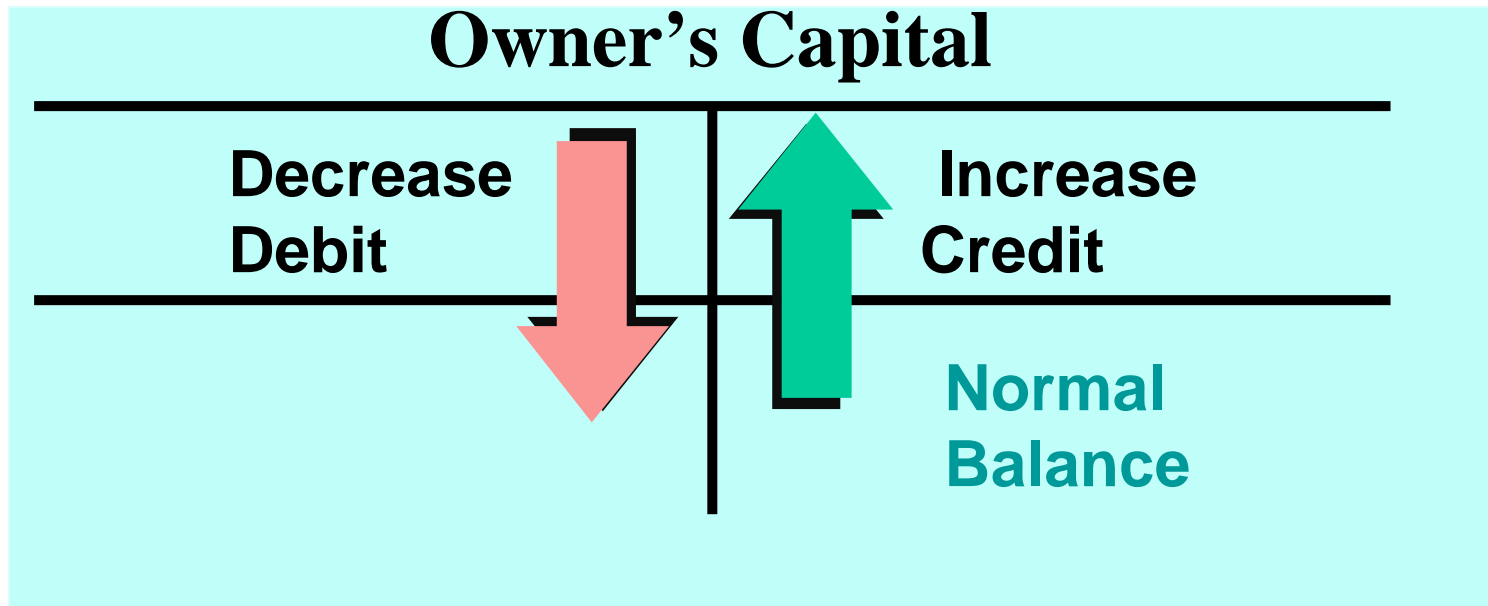 Owner’s Capital
Decrease
Debit
Increase
Credit
Normal
Balance